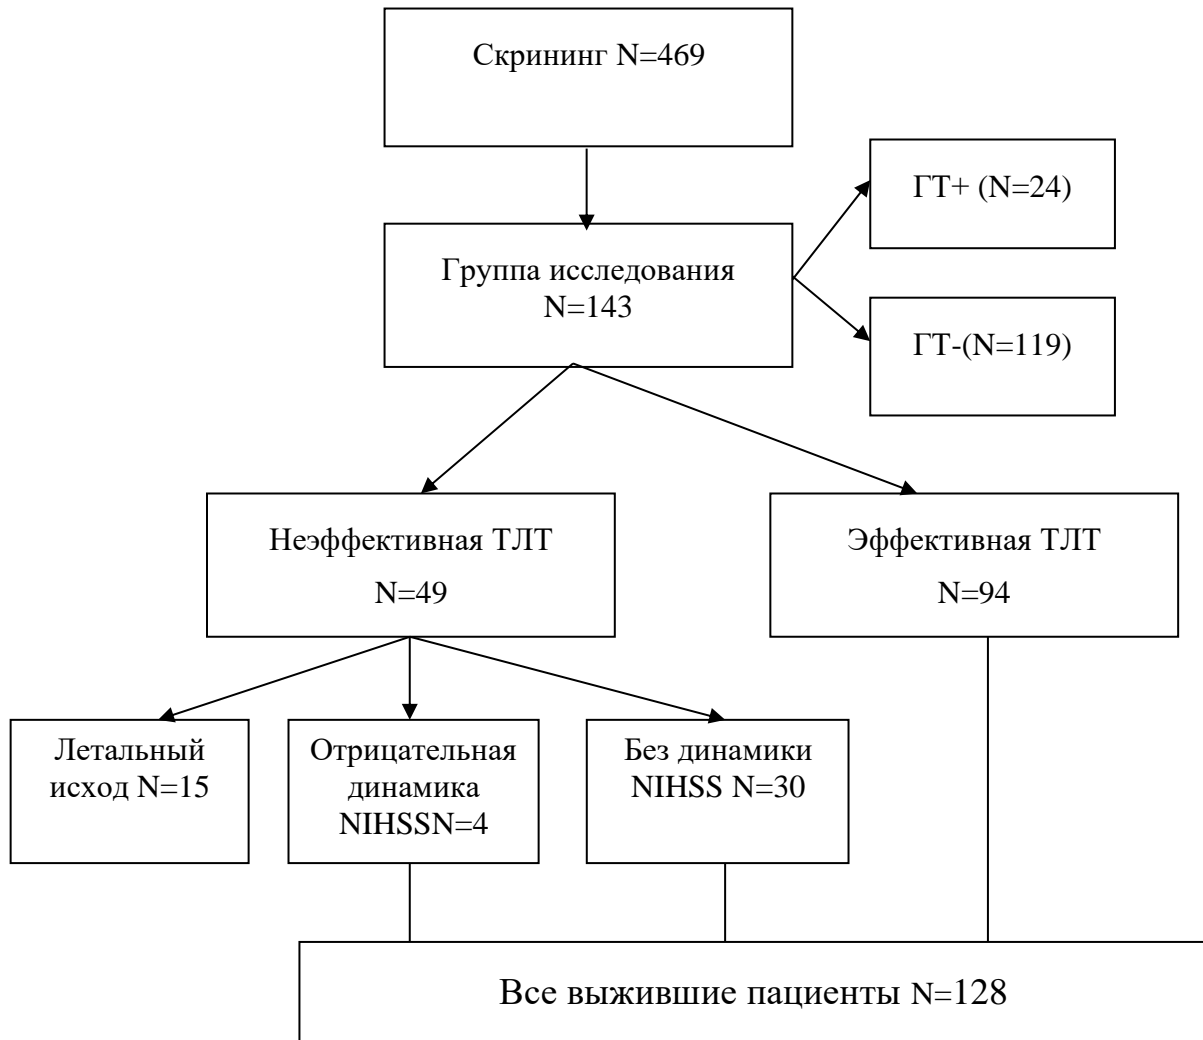 Скрининг N=469
ГТ+ (N=24)
Группа исследования
N=143
ГТ-(N=119)
Неэффективная ТЛТ
N=49
Эффективная ТЛТ
N=94
Летальный
исход N=15
Отрицательная
динамика
NIHSSN=4
Без динамики
NIHSS N=30
Все выжившие пациенты N=128